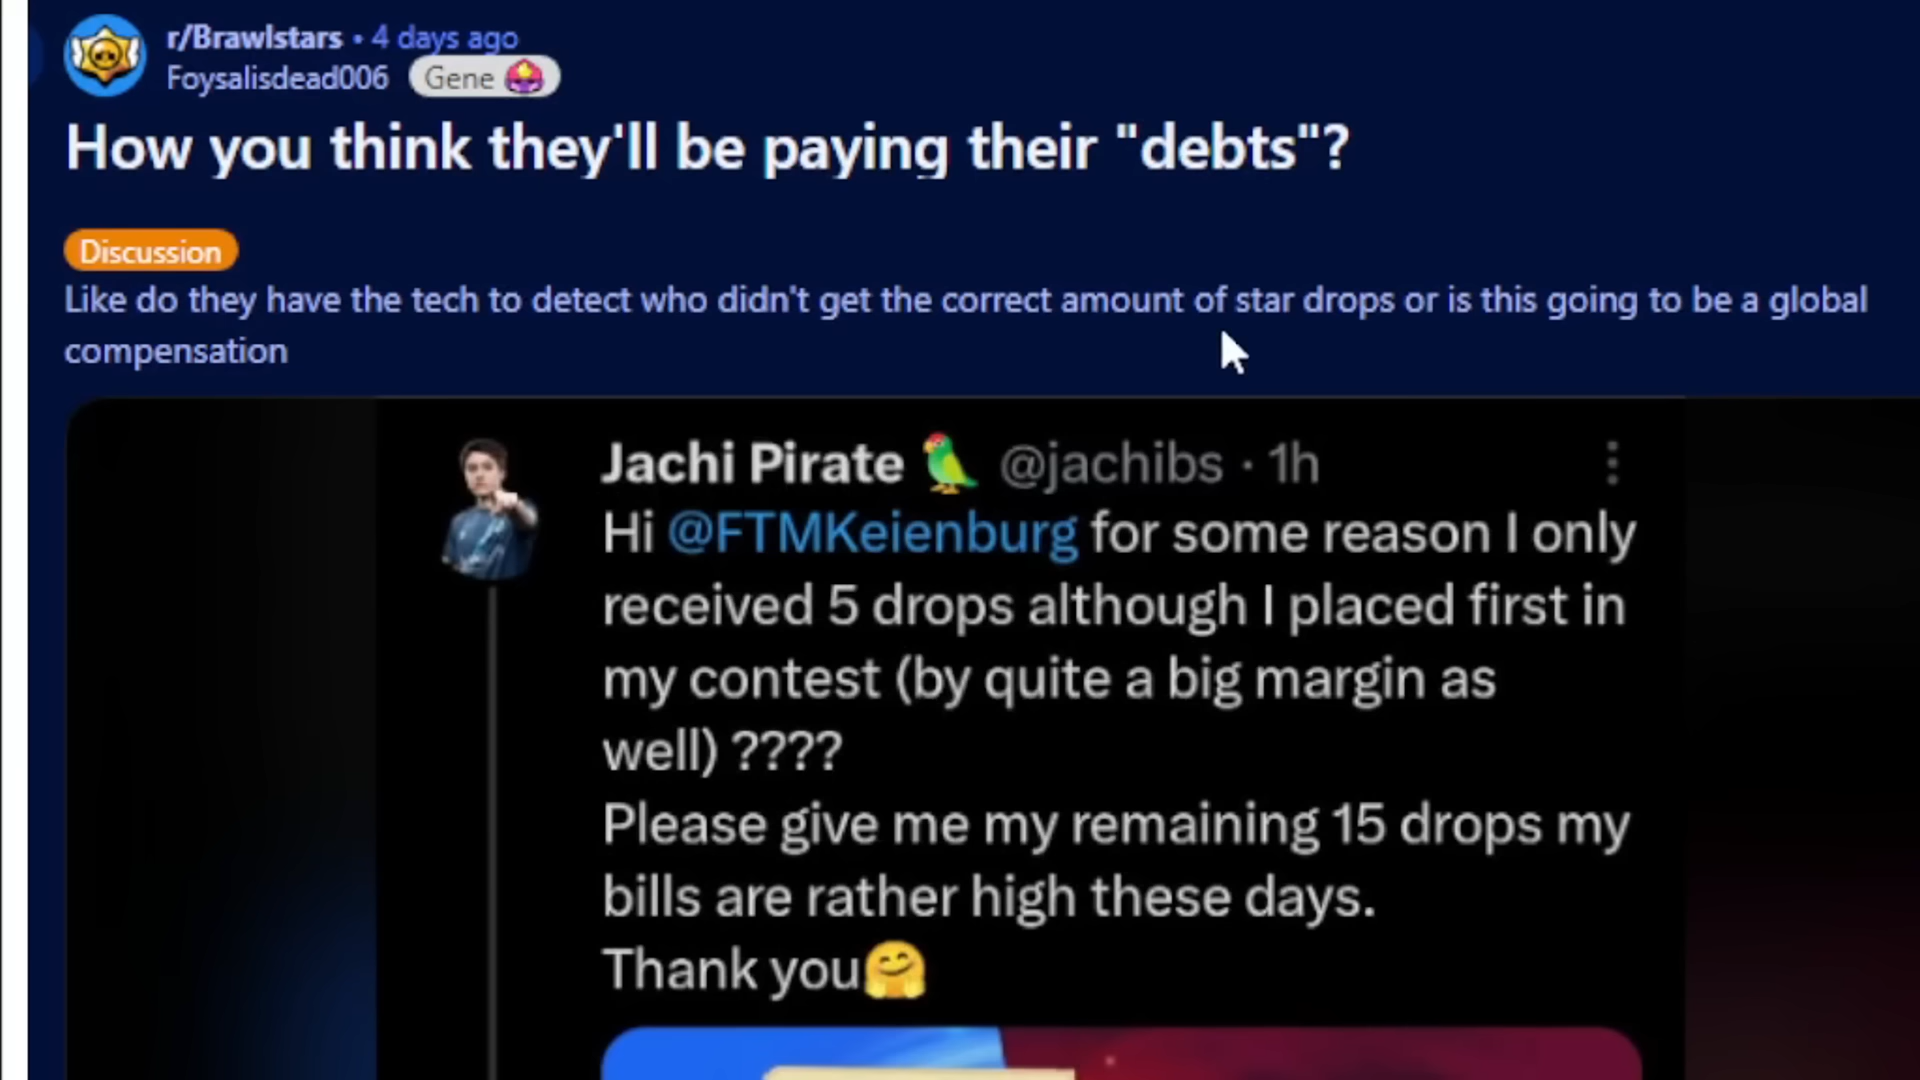 r/Brawlstars • 4 days ago
Foysalisdead006 Gene
How you think they'll be paying their "debts"?
Discussion
Like do they have the tech to detect who didn't get the correct amount of star drops or is this going to be a global
compensation
Jachi Pirate 🦜 @jachibs · 1h
Hi @FTMKeienburg for some reason I only
received 5 drops although I placed first in
my contest (by quite a big margin as
well) ????
Please give me my remaining 15 drops my
bills are rather high these days.
Thank you🤗